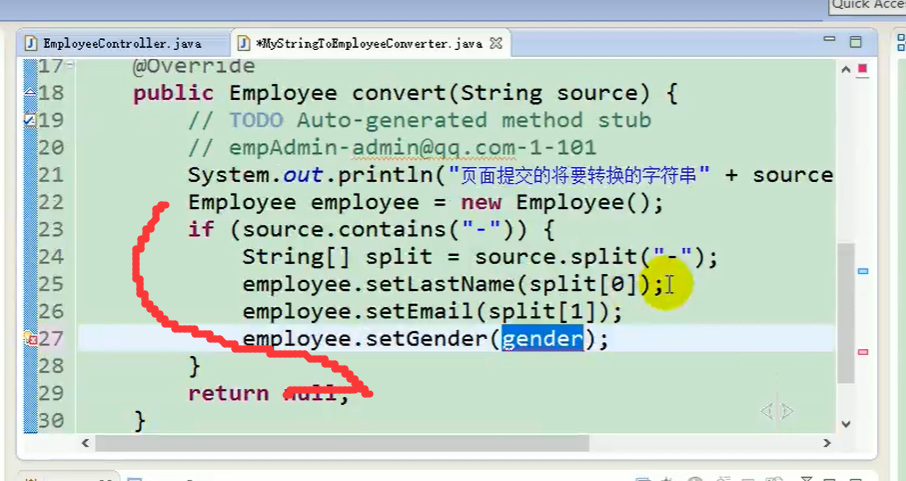 Quick Acce
EmployeeController.java
*MyStringToEmployeeConverter.java
17 @Override
18 public Employee convert(String source) {
19 // TODO Auto-generated method stub
20 // empAdmin-admin@qq.com-1-101
21 System.out.println("页面提交的将要转换的字符串" + source
22 Employee employee = new Employee();
23 if (source.contains("-")) {
24 String[] split = source.split("-");
25 employee.setLastName(split[0]);
26 employee.setEmail(split[1]);
27 employee.setGender(gender);
28 }
29 return null;
30 }